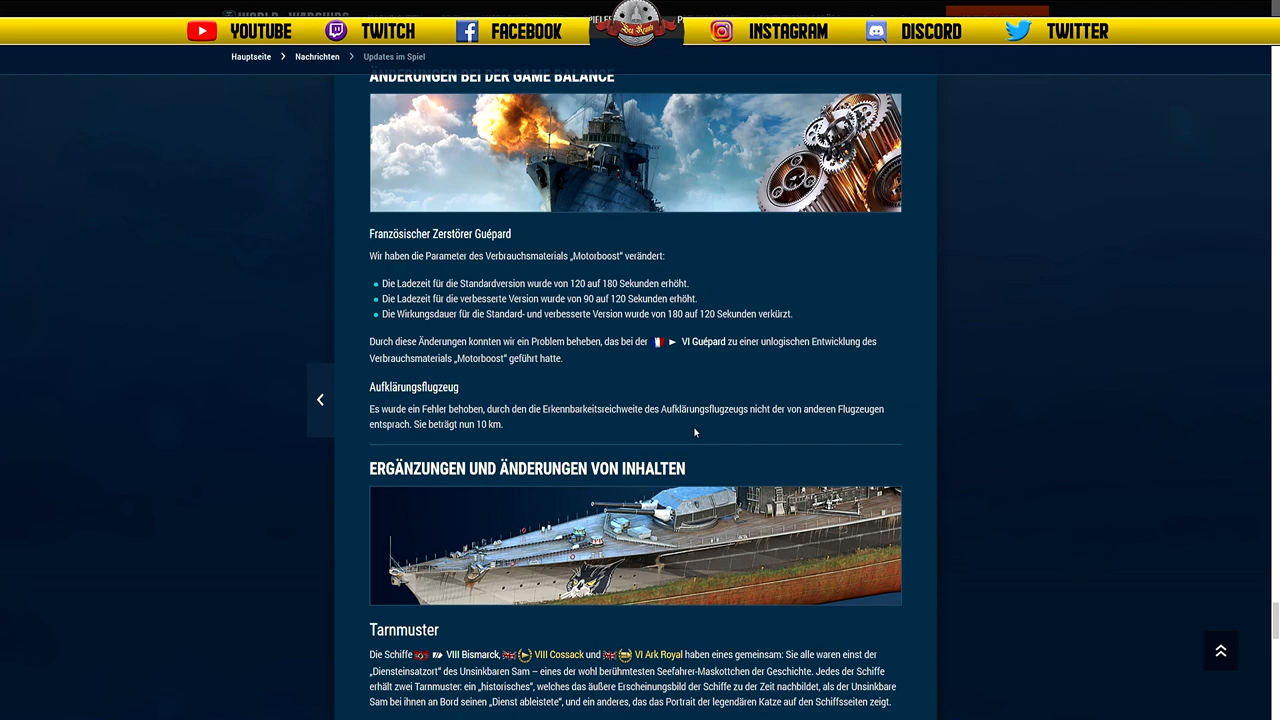 YOUTUBE TWITCH FACEBOOK INSTAGRAM DISCORD TWITTER
Hauptseite Nachrichten Updates im Spiel
ÄNDERUNGEN BEI DER GAME BALANCE
Französischer Zerstörer Guépard
Wir haben die Parameter des Verbrauchsmaterials „Motorboost“ verändert:
Die Ladezeit für die Standardversion wurde von 120 auf 180 Sekunden erhöht.
Die Ladezeit für die verbesserte Version wurde von 90 auf 120 Sekunden erhöht.
Die Wirkungsdauer für die Standard- und verbesserte Version wurde von 180 auf 120 Sekunden verkürzt.
Durch diese Änderungen konnten wir ein Problem beheben, das bei der VI Guépard zu einer unlogischen Entwicklung des
Verbrauchsmaterials „Motorboost“ geführt hatte.
Aufklärungsflugzeug
Es wurde ein Fehler behoben, durch den die Erkennbarkeitsreichweite des Aufklärungsflugzeugs nicht der von anderen Flugzeugen
entsprach. Sie beträgt nun 10 km.
ERGÄNZUNGEN UND ÄNDERUNGEN VON INHALTEN
Tarnmuster
Die Schiffe VIII Bismarck, VIII Cossack und VI Ark Royal haben eines gemeinsam: Sie alle waren einst der
„Diensteinsatzort“ des Unsinkbaren Sam – eines der wohl berühmtesten Seefahrer-Maskottchen der Geschichte. Jedes der Schiffe
erhält zwei Tarnmuster: ein „historisches“, welches das äußere Erscheinungsbild der Schiffe zu der Zeit nachbildet, als der Unsinkbare
Sam bei ihnen an Bord seinen „Dienst ableistete“, und ein anderes, das das Portrait der legendären Katze auf den Schiffsseiten zeigt.